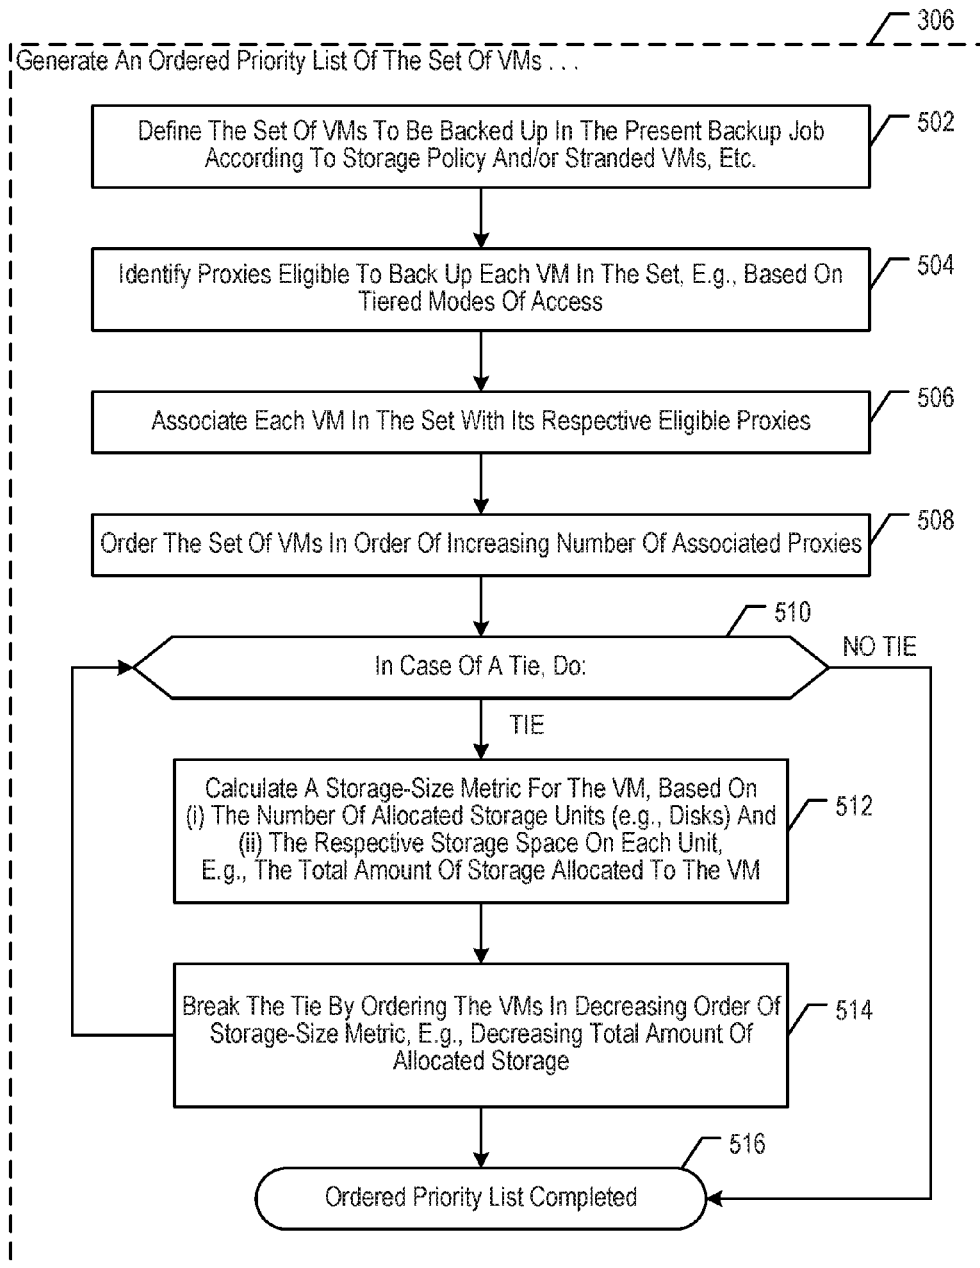 306
Generate An Ordered Priority List Of The Set Of VMs . . .
502
Define The Set Of VMs To Be Backed Up In The Present Backup Job
According To Storage Policy And/or Stranded VMs, Etc.
504
Identify Proxies Eligible To Back Up Each VM In The Set, E.g., Based On
Tiered Modes Of Access
506
Associate Each VM In The Set With Its Respective Eligible Proxies
508
Order The Set Of VMs In Order Of Increasing Number Of Associated Proxies
510
In Case Of A Tie, Do:
NO TIE
TIE
Calculate A Storage-Size Metric For The VM, Based On
(i) The Number Of Allocated Storage Units (e.g., Disks) And
(ii) The Respective Storage Space On Each Unit,
E.g., The Total Amount Of Storage Allocated To The VM
512
Break The Tie By Ordering The VMs In Decreasing Order Of
Storage-Size Metric, E.g., Decreasing Total Amount Of
Allocated Storage
514
516
Ordered Priority List Completed